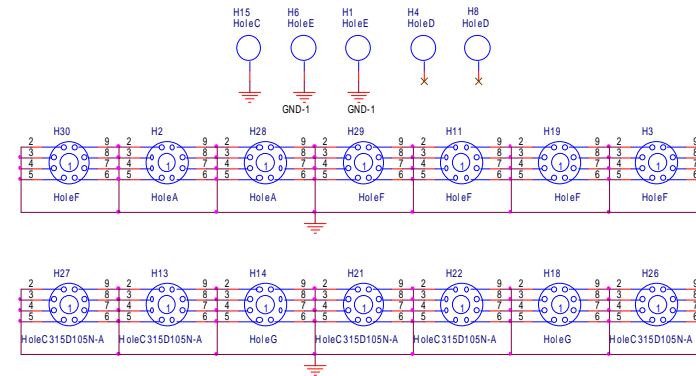 H15 H6 H1 H4 H8
HoleC HoleE HoleE HoleD HoleD
GND-1 GND-1
H30 H2 H28 H29 H11 H19 H3
2 9 2 9 2 9 2 9 2 9 2 9 2 9
3 8 3 8 3 8 3 8 3 8 3 8 3 8
1 1 1 1 1 1 1
4 7 4 7 4 7 4 7 4 7 4 7 4 7
5 6 5 6 5 6 5 6 5 6 5 6 5 6
HoleF HoleA HoleA HoleF HoleF HoleF HoleF
H27 H13 H14 H21 H22 H18 H26
2 9 2 9 2 9 2 9 2 9 2 9 2 9
3 8 3 8 3 8 3 8 3 8 3 8 3 8
1 1 1 1 1 1 1
4 7 4 7 4 7 4 7 4 7 4 7 4 7
5 6 5 6 5 6 5 6 5 6 5 6 5 6
HoleC315D105N-A HoleC315D105N-A HoleG HoleC315D105N-A HoleC315D105N-A HoleG HoleC315D105N-A